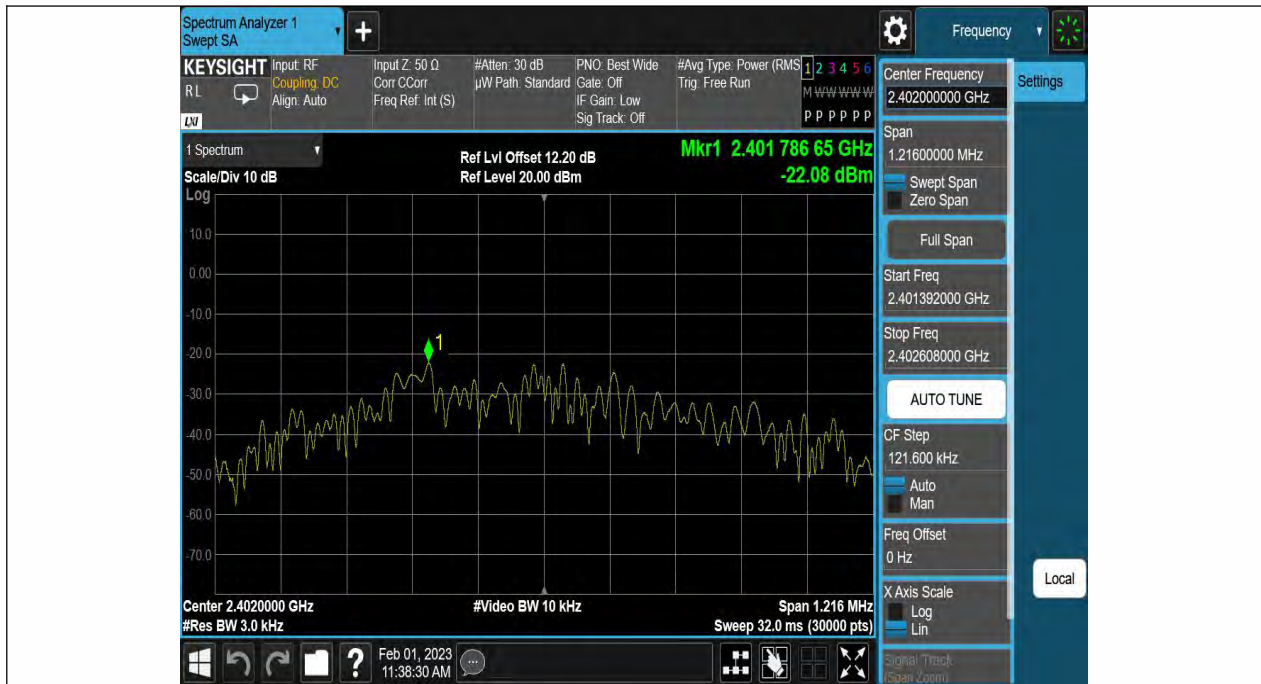 Spectrum Analyzer 1
Swept SA
+
Frequency
KEYSIGHT
RL
LXI
Input: RF
Coupling: DC
Align: Auto
Input Z: 50 Ω
Corr CCorr
Freq Ref: Int (S)
#Atten: 30 dB
µW Path: Standard
PNO: Best Wide
Gate: Off
IF Gain: Low
Sig Track: Off
#Avg Type: Power (RMS
Trig: Free Run
1 2 3 4 5 6
M W W W W W
P P P P P P
1 Spectrum
Scale/Div 10 dB
Log
Ref Lvl Offset 12.20 dB
Ref Level 20.00 dBm
Mkr1 2.401 786 65 GHz
-22.08 dBm
10.0
0.00
-10.0
-20.0
-30.0
-40.0
-50.0
-60.0
-70.0
1
Center 2.4020000 GHz
#Res BW 3.0 kHz
#Video BW 10 kHz
Span 1.216 MHz
Sweep 32.0 ms (30000 pts)
Feb 01, 2023
11:38:30 AM
?
Center Frequency
2.402000000 GHz
Span
1.21600000 MHz
Swept Span
Zero Span
Full Span
Start Freq
2.401392000 GHz
Stop Freq
2.402608000 GHz
AUTO TUNE
CF Step
121.600 kHz
Auto
Man
Freq Offset
0 Hz
X Axis Scale
Log
Lin
Signal Track
(Span Zoom)
Settings
Local